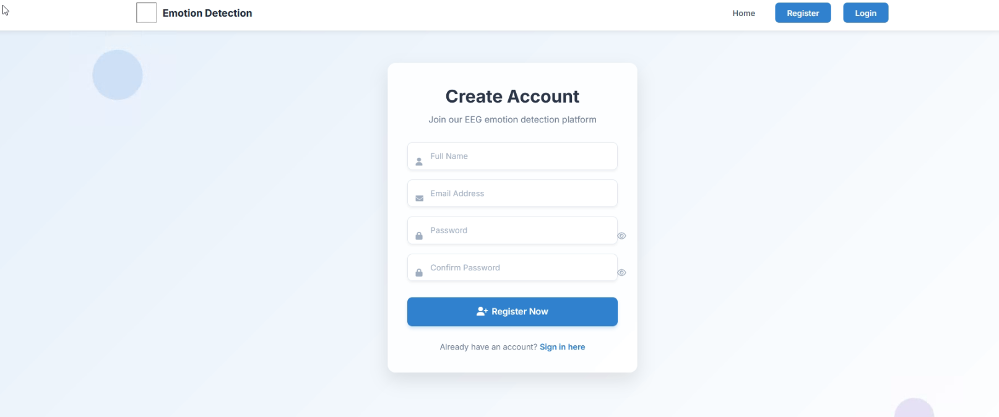 Emotion Detection
Home
Register
Login
Create Account
Join our EEG emotion detection platform
Full Name
Email Address
Password
Confirm Password
Register Now
Already have an account? Sign in here